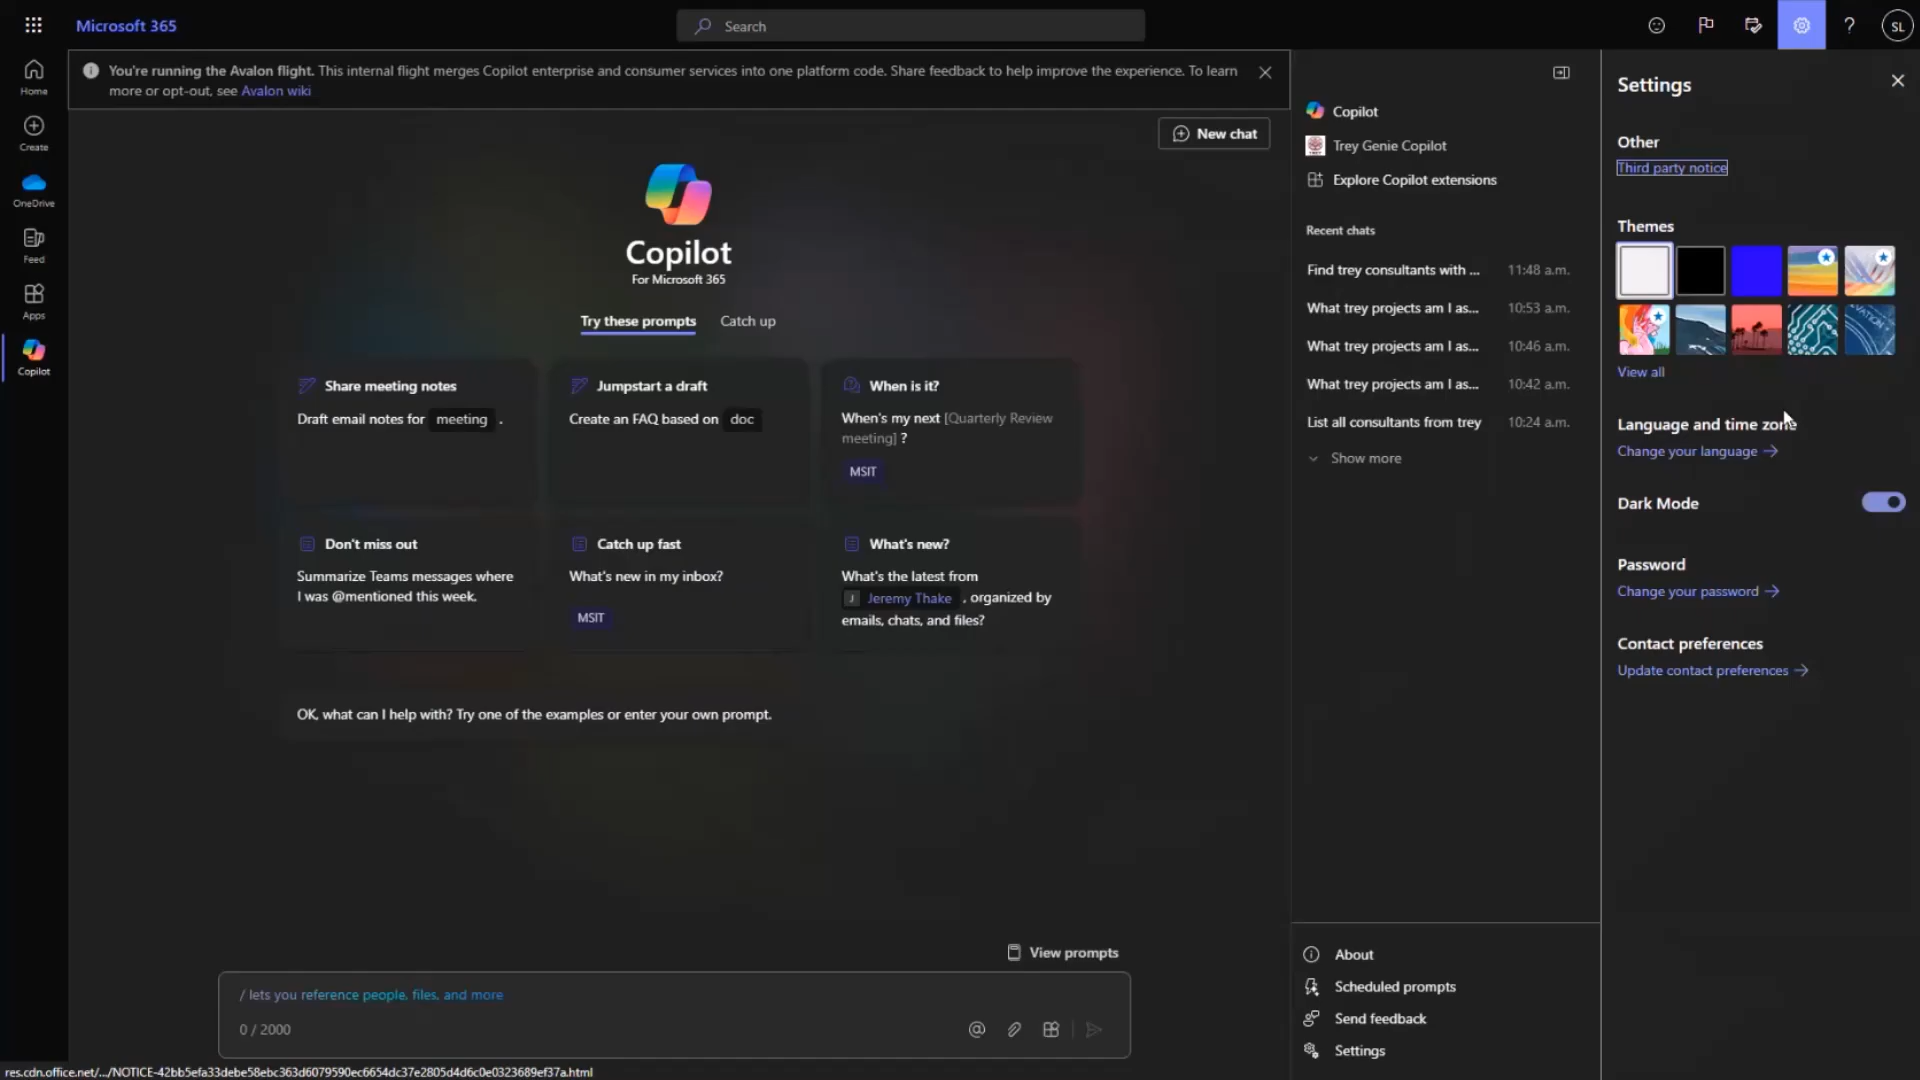 Microsoft 365
Search
SL
Home
Create
OneDrive
Feed
Apps
Copilot
You're running the Avalon flight. This internal flight merges Copilot enterprise and consumer services into one platform code. Share feedback to help improve the experience. To learn
more or opt-out, see Avalon wiki
New chat
Copilot
For Microsoft 365
Try these prompts
Catch up
Share meeting notes
Draft email notes for meeting .
Jumpstart a draft
Create an FAQ based on doc
When is it?
When's my next [Quarterly Review
meeting] ?
MSIT
Don't miss out
Summarize Teams messages where
I was @mentioned this week.
Catch up fast
What's new in my inbox?
MSIT
What's new?
What's the latest from
J Jeremy Thake , organized by
emails, chats, and files?
OK, what can I help with? Try one of the examples or enter your own prompt.
View prompts
/ lets you reference people, files, and more
0 / 2000
res.cdn.office.net/.../NOTICE-42bb5efa33debe58ebc363d6079590ec6654dc37e2805d4d6c0e0323689ef37a.html
Copilot
Trey Genie Copilot
Explore Copilot extensions
Recent chats
Find trey consultants with ... 11:48 a.m.
What trey projects am I as... 10:53 a.m.
What trey projects am I as... 10:46 a.m.
What trey projects am I as... 10:42 a.m.
List all consultants from trey 10:24 a.m.
Show more
About
Scheduled prompts
Send feedback
Settings
Settings
Other
Third party notice
Themes
View all
Language and time zone
Change your language →
Dark Mode
Password
Change your password →
Contact preferences
Update contact preferences →